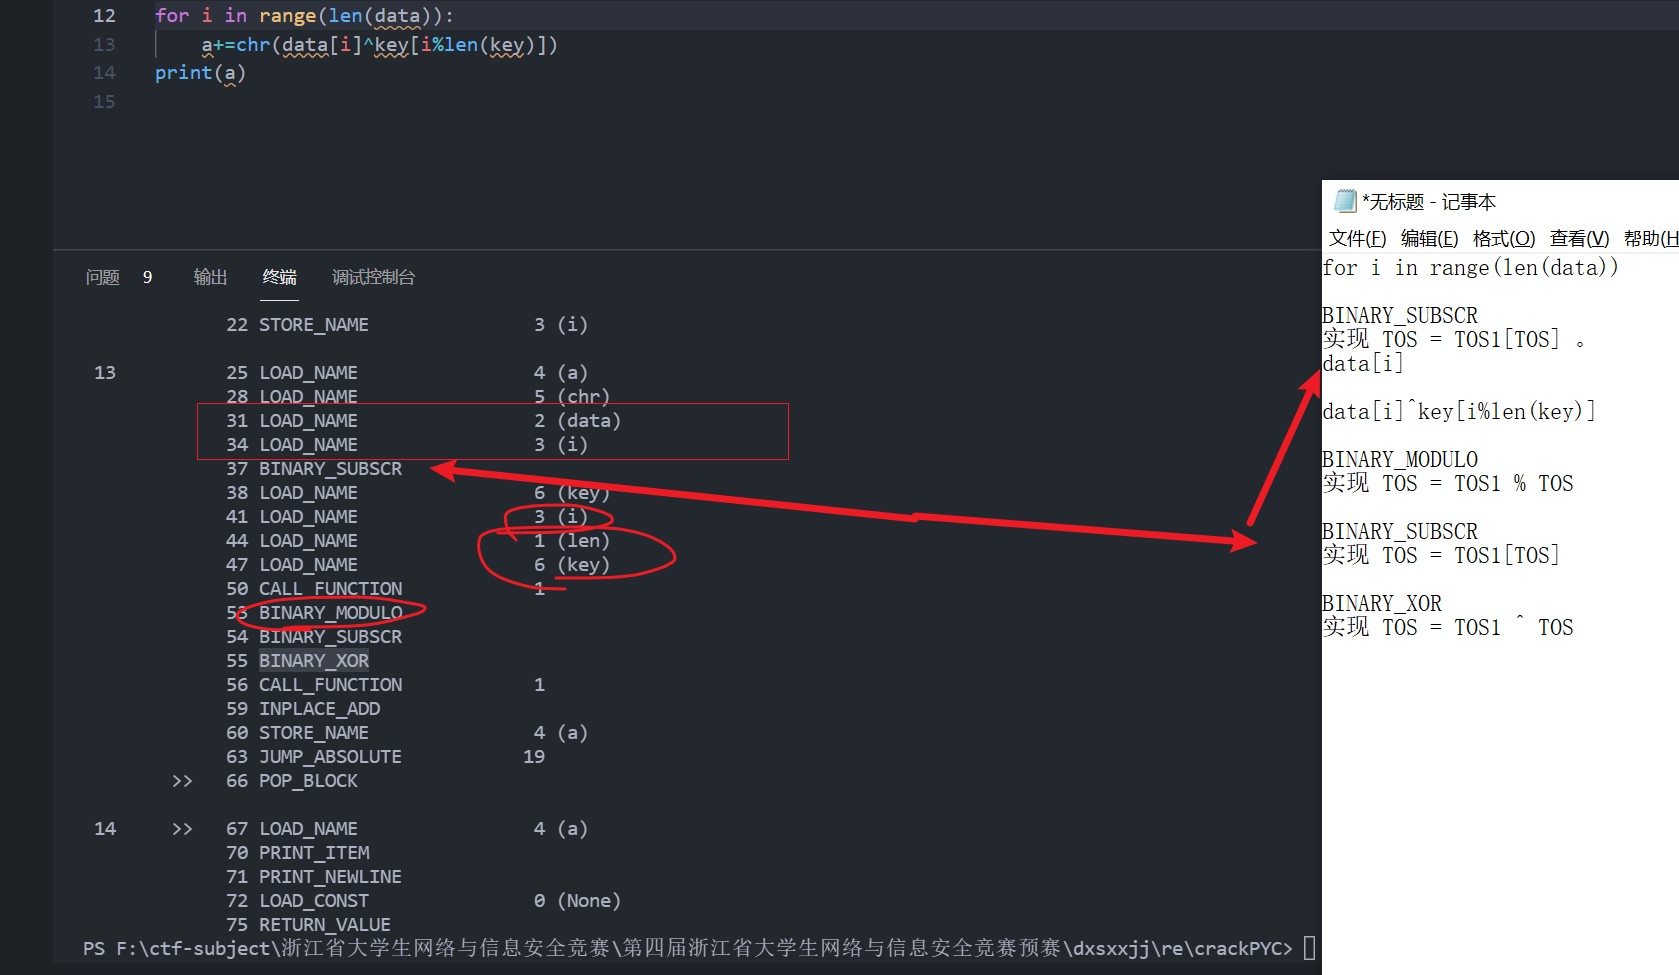 12 for i in range(len(data)):
13 a+=chr(data[i]^key[i%len(key)])
14 print(a)
15
问题 9 输出 终端 调试控制台
22 STORE_NAME 3 (i)
13 25 LOAD_NAME 4 (a)
28 LOAD_NAME 5 (chr)
31 LOAD_NAME 2 (data)
34 LOAD_NAME 3 (i)
37 BINARY_SUBSCR
38 LOAD_NAME 6 (key)
41 LOAD_NAME 3 (i)
44 LOAD_NAME 1 (len)
47 LOAD_NAME 6 (key)
50 CALL_FUNCTION 1
53 BINARY_MODULO
54 BINARY_SUBSCR
55 BINARY_XOR
56 CALL_FUNCTION 1
59 INPLACE_ADD
60 STORE_NAME 4 (a)
63 JUMP_ABSOLUTE 19
>> 66 POP_BLOCK
14 >> 67 LOAD_NAME 4 (a)
70 PRINT_ITEM
71 PRINT_NEWLINE
72 LOAD_CONST 0 (None)
75 RETURN_VALUE
PS F:\ctf-subject\浙江省大学生网络与信息安全竞赛\第四届浙江省大学生网络与信息安全竞赛预赛\dxsxxjj\re\crackPYC>
*无标题 - 记事本
文件(F) 编辑(E) 格式(O) 查看(V) 帮助(H
for i in range(len(data))
BINARY_SUBSCR
实现 TOS = TOS1[TOS] 。
data[i]
data[i]^key[i%len(key)]
BINARY_MODULO
实现 TOS = TOS1 % TOS
BINARY_SUBSCR
实现 TOS = TOS1[TOS]
BINARY_XOR
实现 TOS = TOS1 ^ TOS